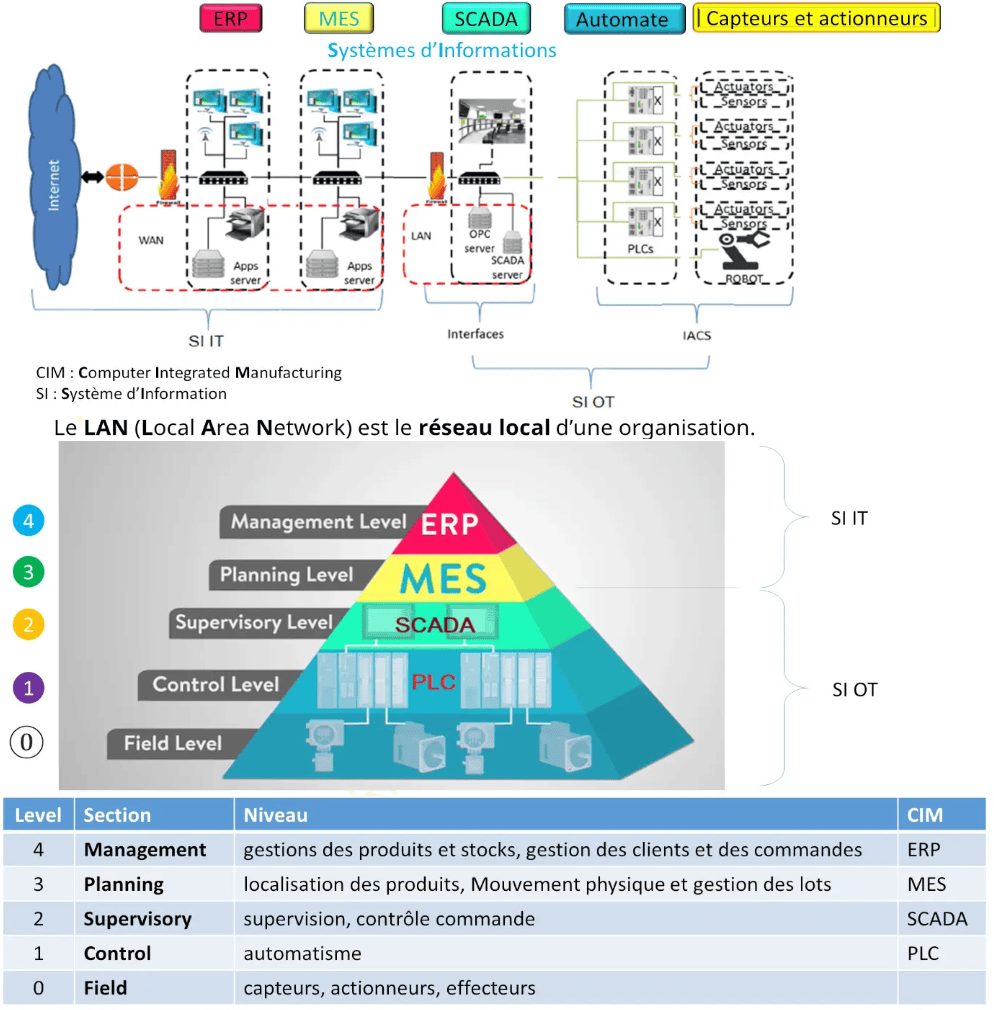 ERP
MES
SCADA
Automate
Capteurs et actionneurs
Systèmes d’Informations
Internet
Firewall
WAN
Apps
server
Apps
server
Firewall
LAN
OPC
server
SCADA
server
PLCs
Actuators
Sensors
Actuators
Sensors
Actuators
Sensors
Actuators
Sensors
ROBOT
SI IT
Interfaces
IACS
SI OT
CIM : Computer Integrated Manufacturing
SI : Système d’Information
Le LAN (Local Area Network) est le réseau local d’une organisation.
4 Management Level ERP
3 Planning Level MES
2 Supervisory Level SCADA
1 Control Level PLC
0 Field Level
SI IT
SI OT
Level Section Niveau CIM
4 Management gestions des produits et stocks, gestion des clients et des commandes ERP
3 Planning localisation des produits, Mouvement physique et gestion des lots MES
2 Supervisory supervision, contrôle commande SCADA
1 Control automatisme PLC
0 Field capteurs, actionneurs, effecteurs